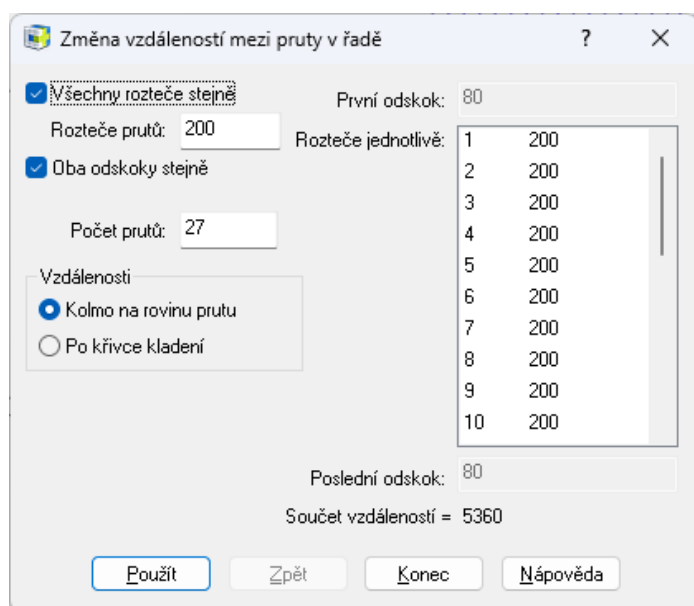 Změna vzdáleností mezi pruty v řadě
?
Všechny rozteče stejně
Rozteče prutů: 200
Oba odskoky stejně
Počet prutů: 27
Vzdálenosti
Kolmo na rovinu prutu
Po křivce kladení
První odskok: 80
Rozteče jednotlivě:
1 200
2 200
3 200
4 200
5 200
6 200
7 200
8 200
9 200
10 200
Poslední odskok: 80
Součet vzdáleností = 5360
Použít Zpět Konec Nápověda